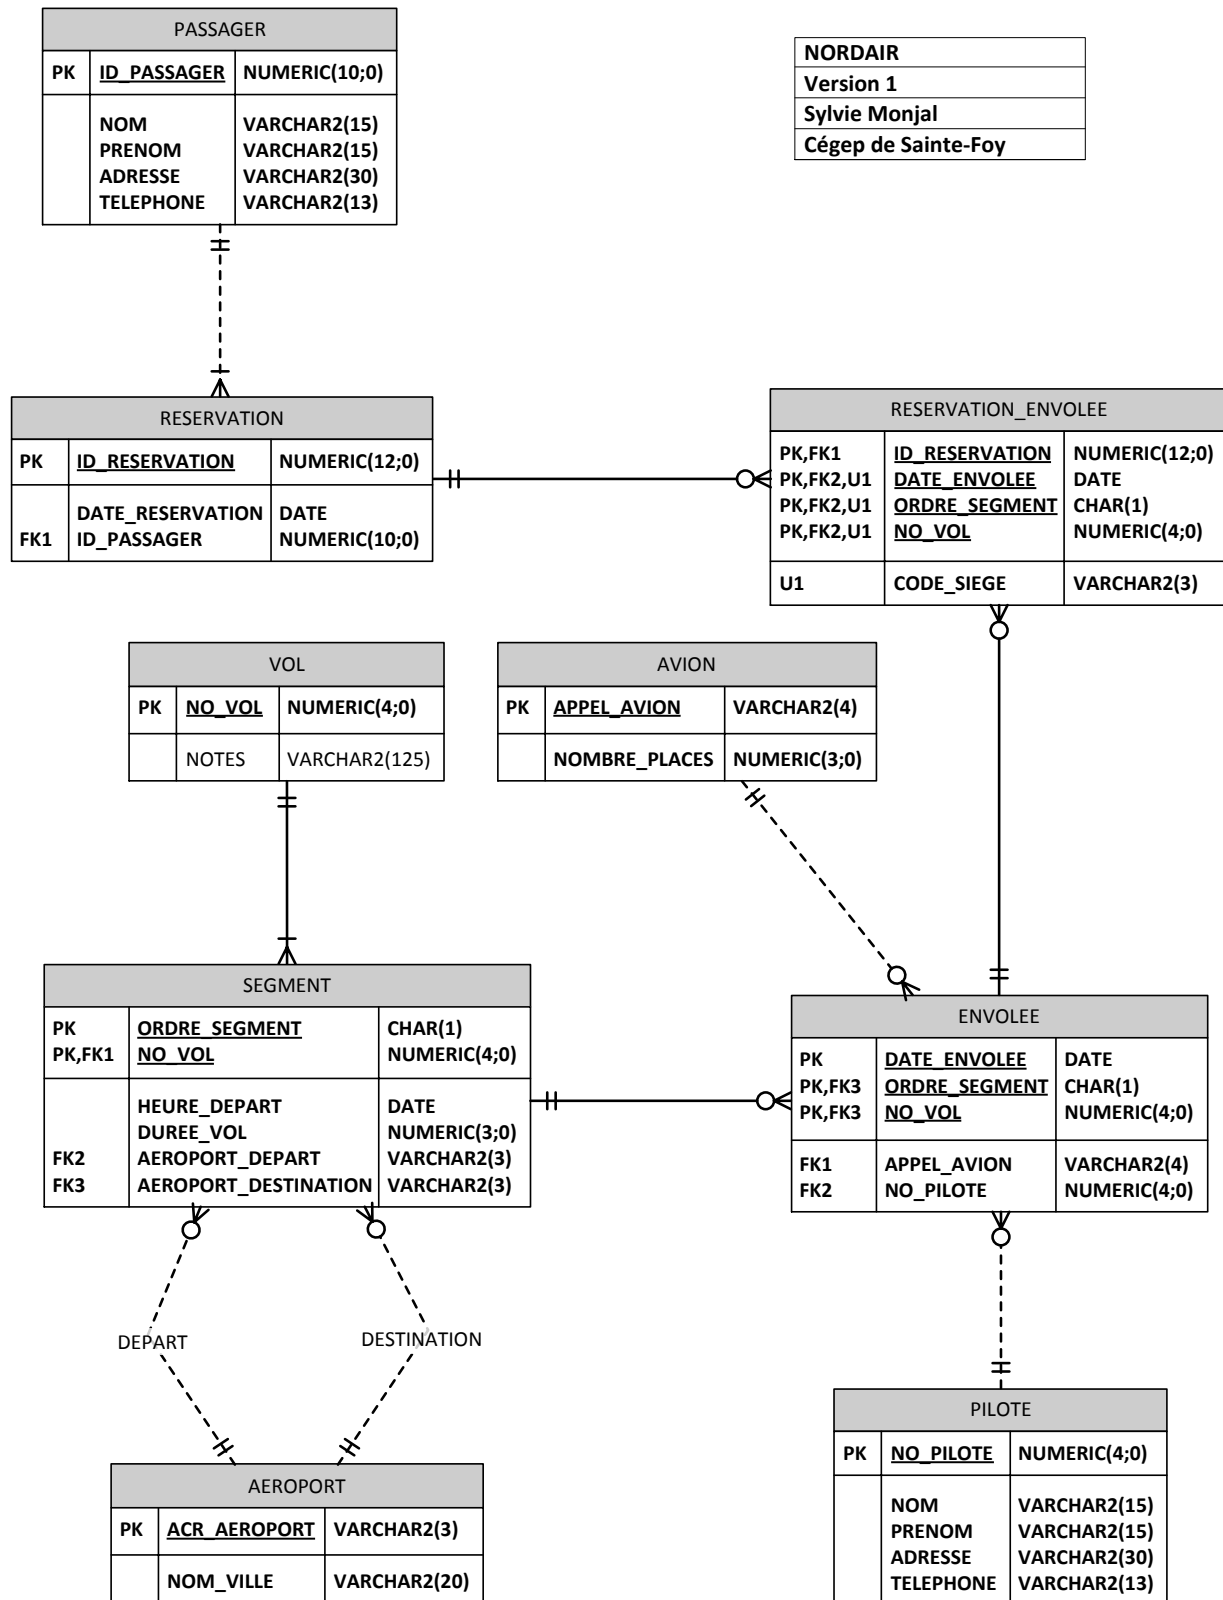 PASSAGER
PK ID_PASSAGER NUMERIC(10;0)
NOM VARCHAR2(15)
PRENOM VARCHAR2(15)
ADRESSE VARCHAR2(30)
TELEPHONE VARCHAR2(13)
NORDAIR
Version 1
Sylvie Monjal
Cégep de Sainte-Foy
RESERVATION
PK ID_RESERVATION NUMERIC(12;0)
DATE_RESERVATION DATE
FK1 ID_PASSAGER NUMERIC(10;0)
RESERVATION_ENVOLEE
PK,FK1 ID_RESERVATION NUMERIC(12;0)
PK,FK2,U1 DATE_ENVOLEE DATE
PK,FK2,U1 ORDRE_SEGMENT CHAR(1)
PK,FK2,U1 NO_VOL NUMERIC(4;0)
U1 CODE_SIEGE VARCHAR2(3)
VOL
PK NO_VOL NUMERIC(4;0)
NOTES VARCHAR2(125)
AVION
PK APPEL_AVION VARCHAR2(4)
NOMBRE_PLACES NUMERIC(3;0)
SEGMENT
PK ORDRE_SEGMENT CHAR(1)
PK,FK1 NO_VOL NUMERIC(4;0)
HEURE_DEPART DATE
DUREE_VOL NUMERIC(3;0)
FK2 AEROPORT_DEPART VARCHAR2(3)
FK3 AEROPORT_DESTINATION VARCHAR2(3)
ENVOLEE
PK DATE_ENVOLEE DATE
PK,FK3 ORDRE_SEGMENT CHAR(1)
PK,FK3 NO_VOL NUMERIC(4;0)
FK1 APPEL_AVION VARCHAR2(4)
FK2 NO_PILOTE NUMERIC(4;0)
DEPART
DESTINATION
AEROPORT
PK ACR_AEROPORT VARCHAR2(3)
NOM_VILLE VARCHAR2(20)
PILOTE
PK NO_PILOTE NUMERIC(4;0)
NOM VARCHAR2(15)
PRENOM VARCHAR2(15)
ADRESSE VARCHAR2(30)
TELEPHONE VARCHAR2(13)